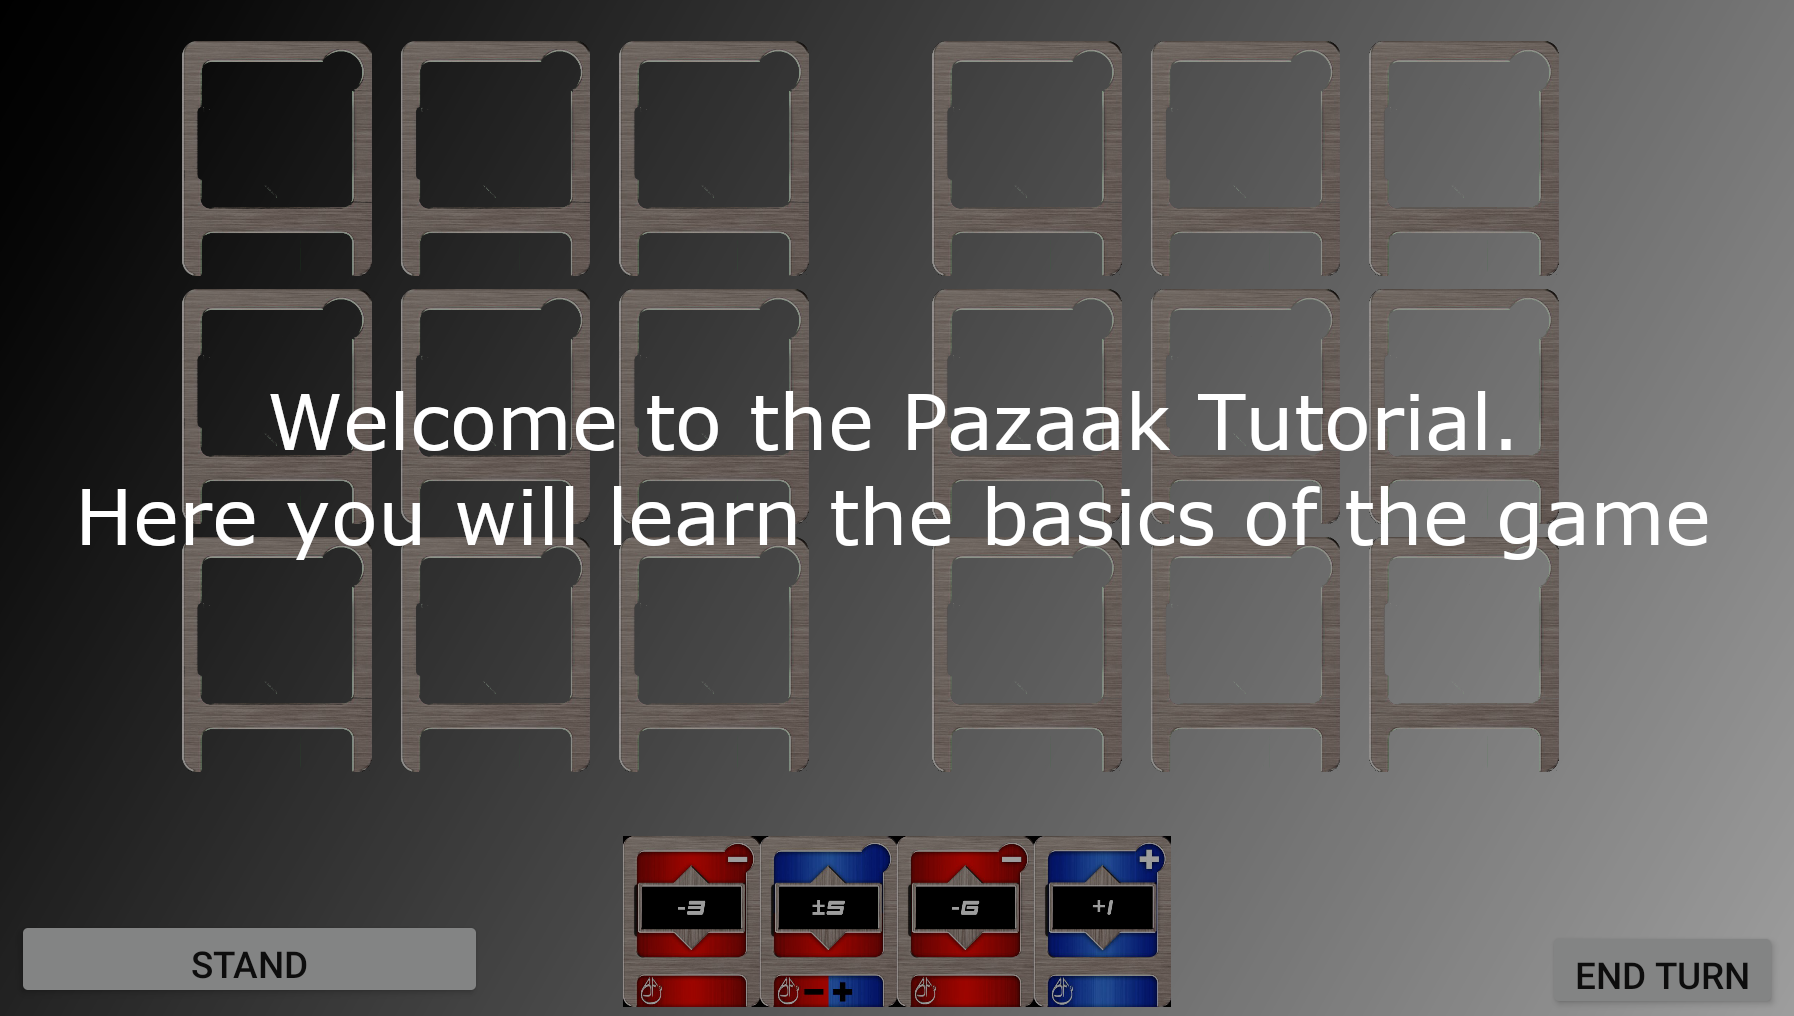 Welcome to the Pazaak Tutorial.
Here you will learn the basics of the game
-3
±5
-6
+1
STAND
END TURN